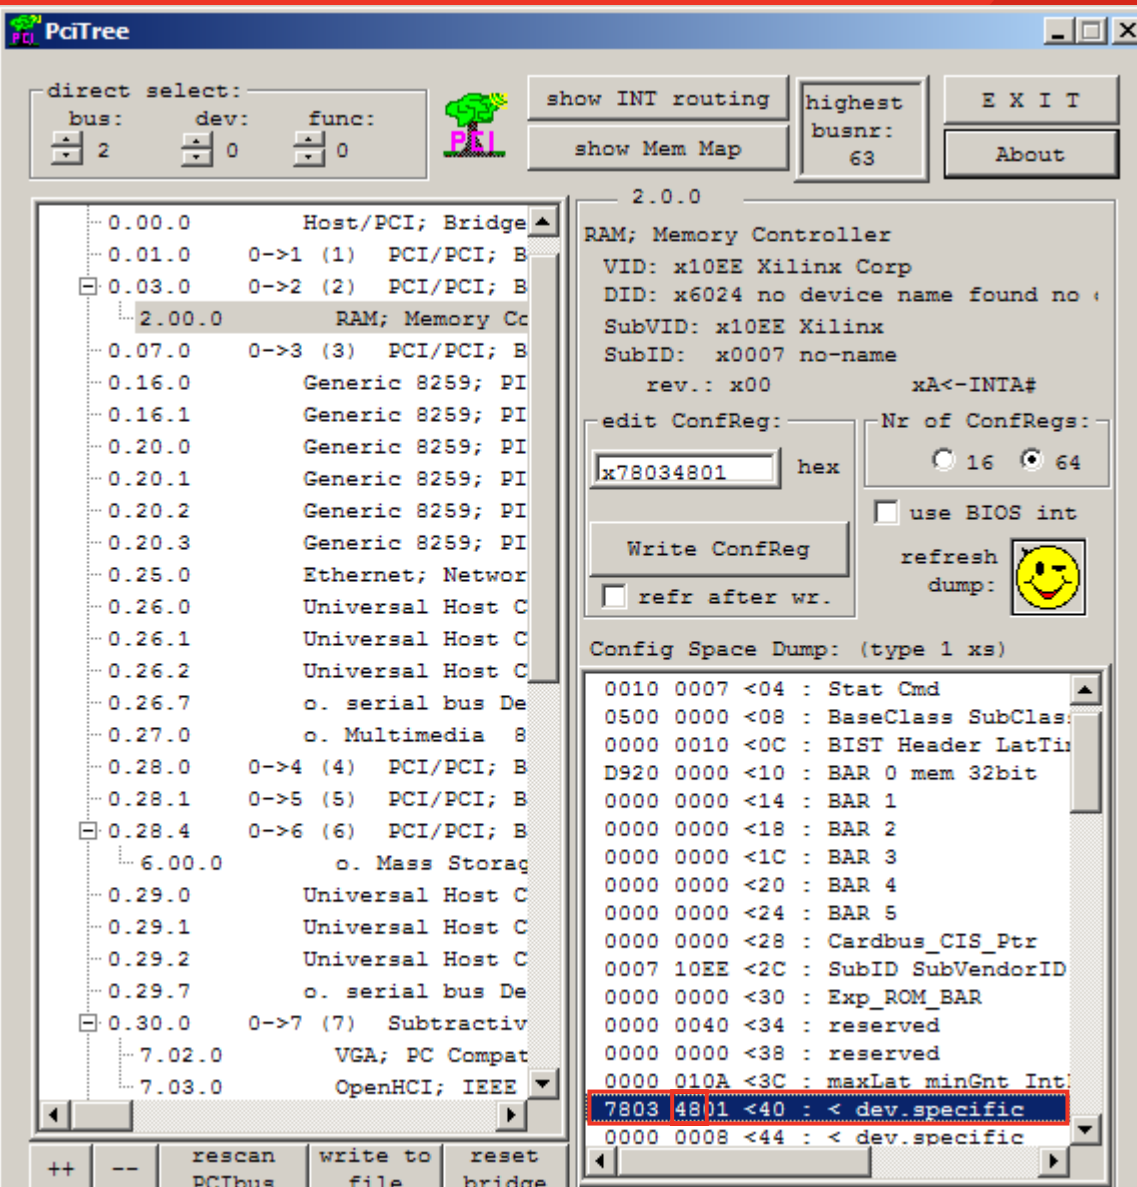 PciTree
direct select:
bus: dev: func:
2 0 0
PCI
show INT routing
show Mem Map
highest
busnr:
63
E X I T
About
0.00.0 Host/PCI; Bridge
0.01.0 0->1 (1) PCI/PCI; B
0.03.0 0->2 (2) PCI/PCI; B
2.00.0 RAM; Memory Co
0.07.0 0->3 (3) PCI/PCI; B
0.16.0 Generic 8259; PI
0.16.1 Generic 8259; PI
0.20.0 Generic 8259; PI
0.20.1 Generic 8259; PI
0.20.2 Generic 8259; PI
0.20.3 Generic 8259; PI
0.25.0 Ethernet; Networ
0.26.0 Universal Host C
0.26.1 Universal Host C
0.26.2 Universal Host C
0.26.7 o. serial bus De
0.27.0 o. Multimedia 8
0.28.0 0->4 (4) PCI/PCI; B
0.28.1 0->5 (5) PCI/PCI; B
0.28.4 0->6 (6) PCI/PCI; B
6.00.0 o. Mass Storag
0.29.0 Universal Host C
0.29.1 Universal Host C
0.29.2 Universal Host C
0.29.7 o. serial bus De
0.30.0 0->7 (7) Subtractiv
7.02.0 VGA; PC Compat
7.03.0 OpenHCI; IEEE
++ --
rescan
PCIbus
write to
file
reset
bridge
2.0.0
RAM; Memory Controller
VID: x10EE Xilinx Corp
DID: x6024 no device name found no
SubVID: x10EE Xilinx
SubID: x0007 no-name
rev.: x00 xA<-INTA#
edit ConfReg:
x78034801 hex
Write ConfReg
refr after wr.
Nr of ConfRegs:
16 64
use BIOS int
refresh
dump:
Config Space Dump: (type 1 xs)
0010 0007 <04 : Stat Cmd
0500 0000 <08 : BaseClass SubClas
0000 0010 <0C : BIST Header LatTi
D920 0000 <10 : BAR 0 mem 32bit
0000 0000 <14 : BAR 1
0000 0000 <18 : BAR 2
0000 0000 <1C : BAR 3
0000 0000 <20 : BAR 4
0000 0000 <24 : BAR 5
0000 0000 <28 : Cardbus_CIS_Ptr
0007 10EE <2C : SubID SubVendorID
0000 0000 <30 : Exp_ROM_BAR
0000 0040 <34 : reserved
0000 0000 <38 : reserved
0000 010A <3C : maxLat minGnt Int
7803 4801 <40 : < dev.specific
0000 0008 <44 : < dev.specific